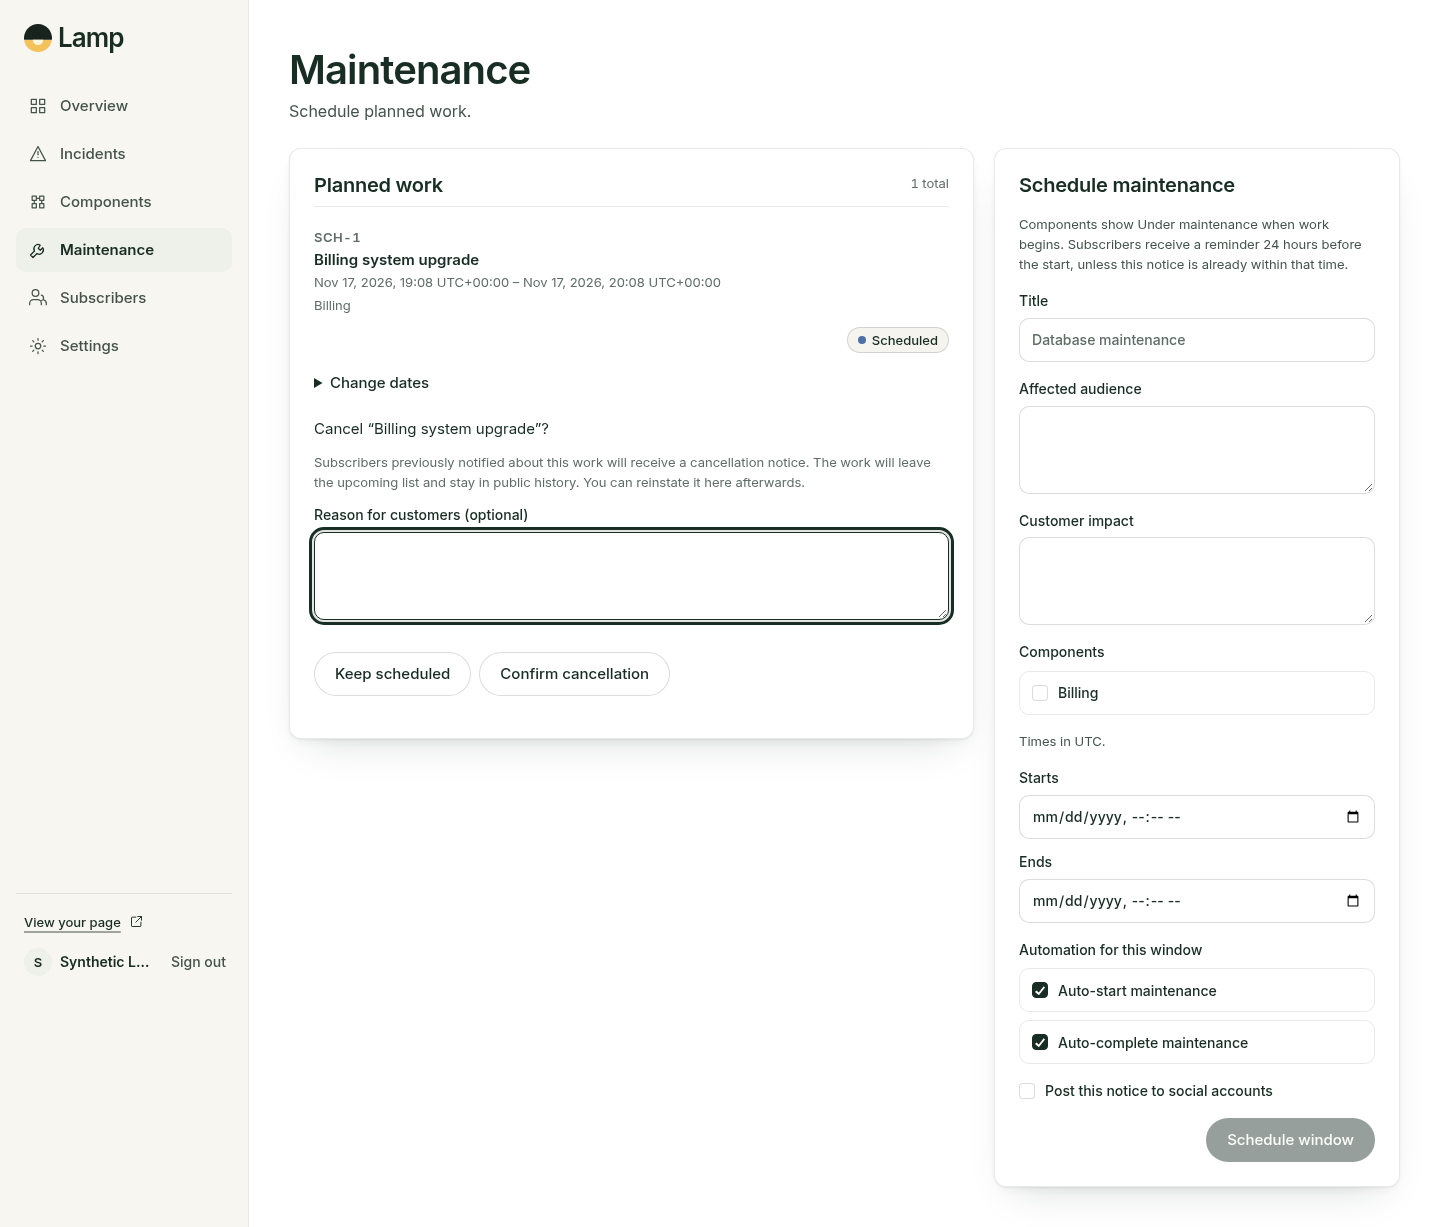 Lamp
Overview
Incidents
Components
Maintenance
Subscribers
Settings
View your page
S
Synthetic L...
Sign out
Maintenance
Schedule planned work.
Planned work
1 total
SCH-1
Billing system upgrade
Nov 17, 2026, 19:08 UTC+00:00 – Nov 17, 2026, 20:08 UTC+00:00
Billing
Scheduled
Change dates
Cancel “Billing system upgrade”?
Subscribers previously notified about this work will receive a cancellation notice. The work will leave
the upcoming list and stay in public history. You can reinstate it here afterwards.
Reason for customers (optional)
Keep scheduled
Confirm cancellation
Schedule maintenance
Components show Under maintenance when work
begins. Subscribers receive a reminder 24 hours before
the start, unless this notice is already within that time.
Title
Database maintenance
Affected audience
Customer impact
Components
Billing
Times in UTC.
Starts
mm/dd/yyyy, --:-- --
Ends
mm/dd/yyyy, --:-- --
Automation for this window
Auto-start maintenance
Auto-complete maintenance
Post this notice to social accounts
Schedule window